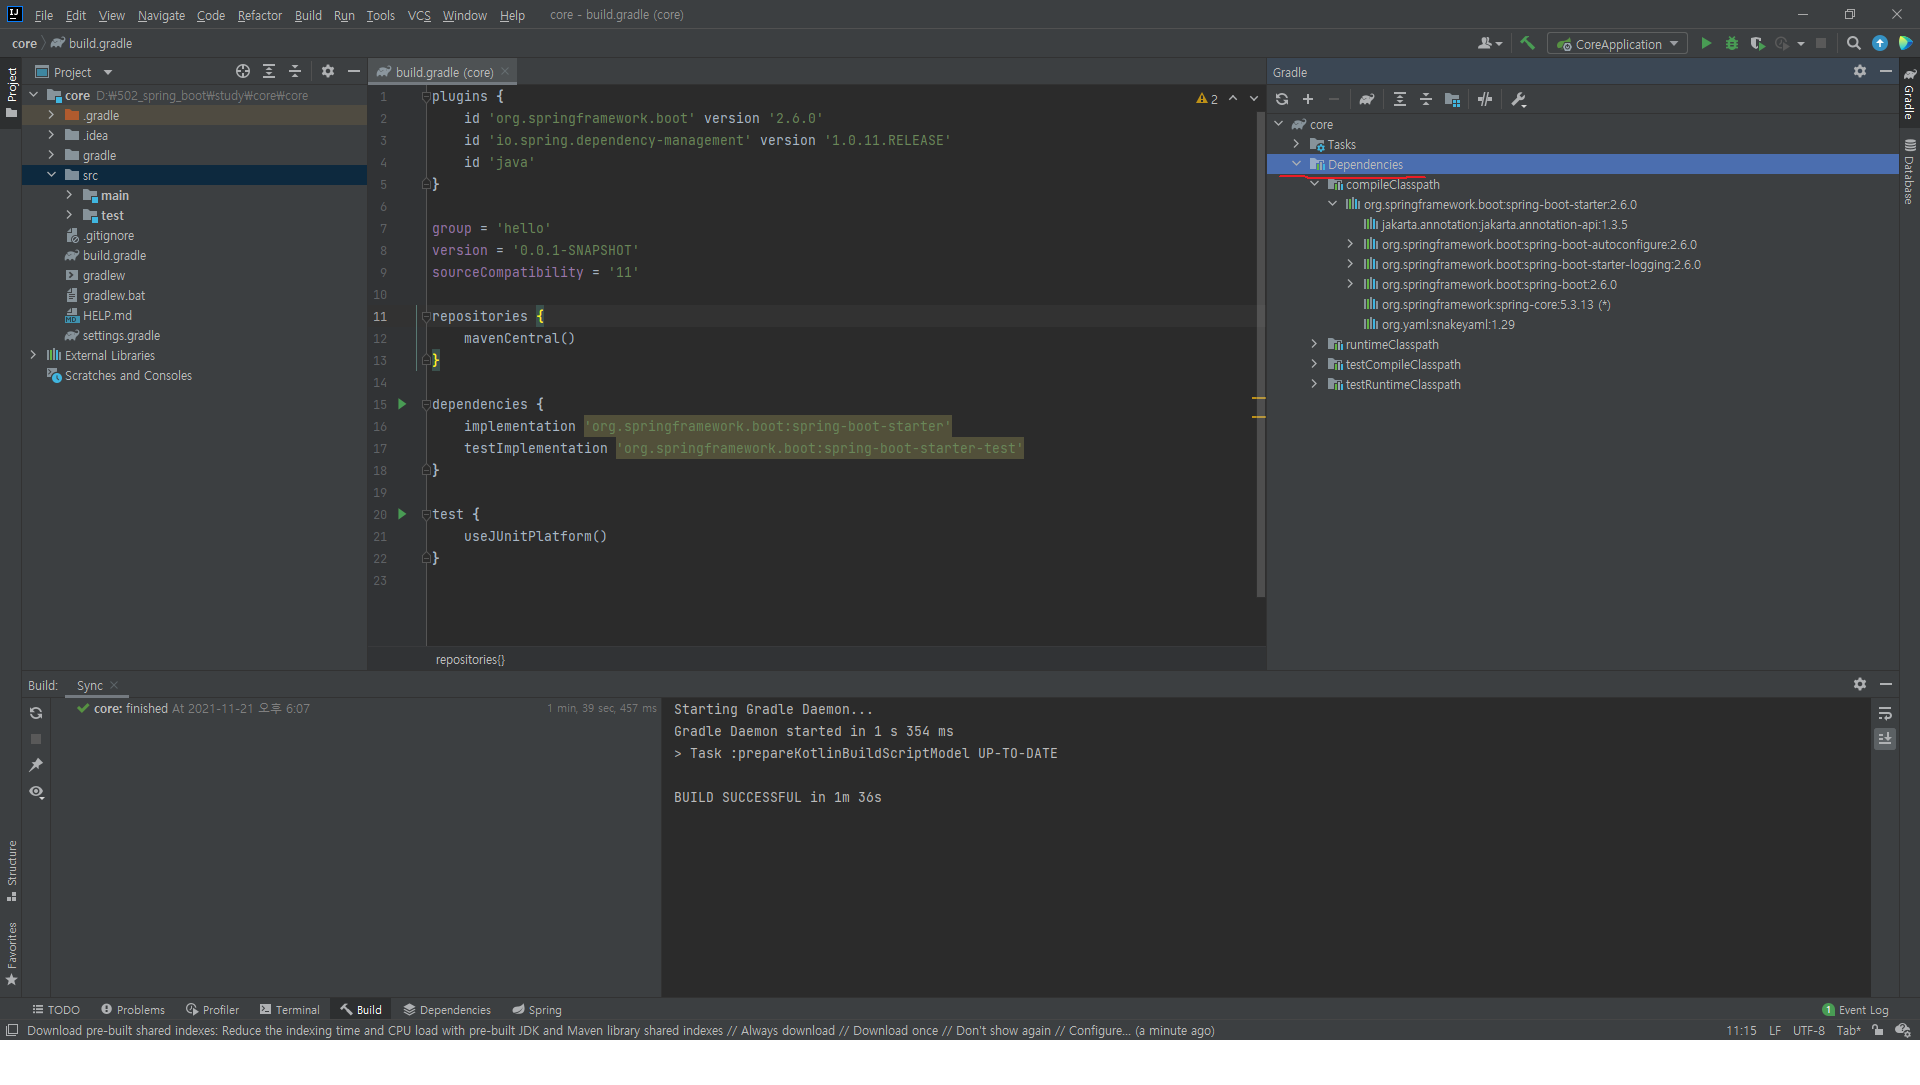 File Edit View Navigate Code Refactor Build Run Tools VCS Window Help core - build.gradle (core)
core build.gradle
CoreApplication
Project
Project
core D:₩502_spring_boot₩study₩core₩core
.gradle
.idea
gradle
src
main
test
.gitignore
build.gradle
gradlew
gradlew.bat
HELP.md
settings.gradle
External Libraries
Scratches and Consoles
build.gradle (core)
2
1 plugins {
2 id 'org.springframework.boot' version '2.6.0'
3 id 'io.spring.dependency-management' version '1.0.11.RELEASE'
4 id 'java'
5 }
6
7 group = 'hello'
8 version = '0.0.1-SNAPSHOT'
9 sourceCompatibility = '11'
10
11 repositories {
12 mavenCentral()
13 }
14
15 dependencies {
16 implementation 'org.springframework.boot:spring-boot-starter'
17 testImplementation 'org.springframework.boot:spring-boot-starter-test'
18 }
19
20 test {
21 useJUnitPlatform()
22 }
23
repositories{}
Gradle
core
Tasks
Dependencies
compileClasspath
org.springframework.boot:spring-boot-starter:2.6.0
jakarta.annotation:jakarta.annotation-api:1.3.5
org.springframework.boot:spring-boot-autoconfigure:2.6.0
org.springframework.boot:spring-boot-starter-logging:2.6.0
org.springframework.boot:spring-boot:2.6.0
org.springframework:spring-core:5.3.13 (*)
org.yaml:snakeyaml:1.29
runtimeClasspath
testCompileClasspath
testRuntimeClasspath
Gradle
Database
Build: Sync
core: finished At 2021-11-21 오후 6:07 1 min, 39 sec, 457 ms
Starting Gradle Daemon...
Gradle Daemon started in 1 s 354 ms
> Task :prepareKotlinBuildScriptModel UP-TO-DATE
BUILD SUCCESSFUL in 1m 36s
Structure
Favorites
TODO Problems Profiler Terminal Build Dependencies Spring 1 Event Log
Download pre-built shared indexes: Reduce the indexing time and CPU load with pre-built JDK and Maven library shared indexes // Always download // Download once // Don't show again // Configure... (a minute ago) 11:15 LF UTF-8 Tab*